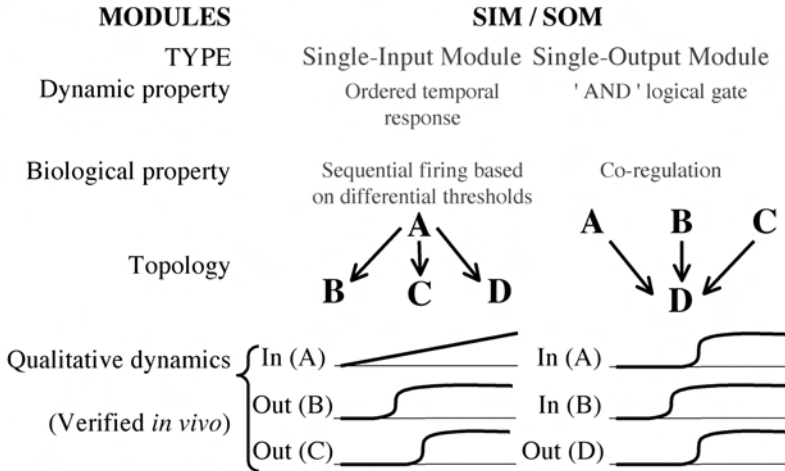 MODULES SIM / SOM
TYPE Single-Input Module Single-Output Module
Dynamic property Ordered temporal ' AND ' logical gate
response
Biological property Sequential firing based Co-regulation
on differential thresholds
A A B C
Topology
B C D D
Qualitative dynamics In (A) In (A)
Out (B) In (B)
(Verified in vivo)
Out (C) Out (D)